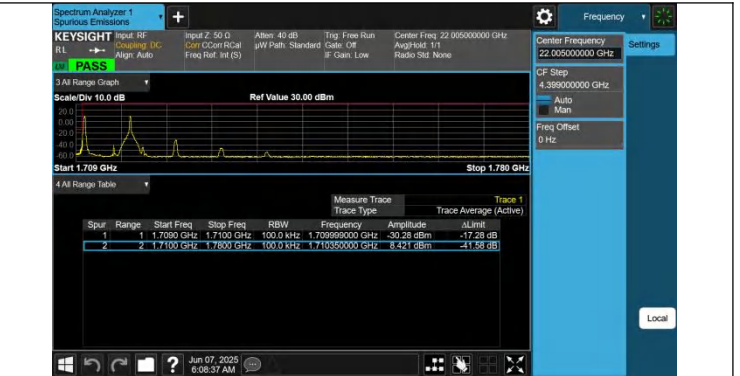 Spectrum Analyzer 1
Spurious Emissions
+
Frequency
KEYSIGHT Input: RF Input Z: 50 Ω Atten: 40 dB Trig: Free Run Center Freq: 22.005000000 GHz
RL Coupling: DC Corr CCorr RCal µW Path: Standard Gate: Off Avg|Hold: 1/1
Align: Auto Freq Ref: Int (S) IF Gain: Low Radio Std: None
PASS
Center Frequency
22.005000000 GHz
Settings
CF Step
4.399000000 GHz
Auto
Man
Freq Offset
0 Hz
3 All Range Graph
Scale/Div 10.0 dB Ref Value 30.00 dBm
20.0
0.00
-20.0
-40.0
-60.0
Start 1.709 GHz Stop 1.780 GHz
4 All Range Table
Measure Trace Trace 1
Trace Type Trace Average (Active)
Spur Range Start Freq Stop Freq RBW Frequency Amplitude ΔLimit
1 1 1.7090 GHz 1.7100 GHz 100.0 kHz 1.709999000 GHz -30.28 dBm -17.28 dB
2 2 1.7100 GHz 1.7800 GHz 100.0 kHz 1.710350000 GHz 8.421 dBm -41.58 dB
Local
? Jun 07, 2025
6:08:37 AM